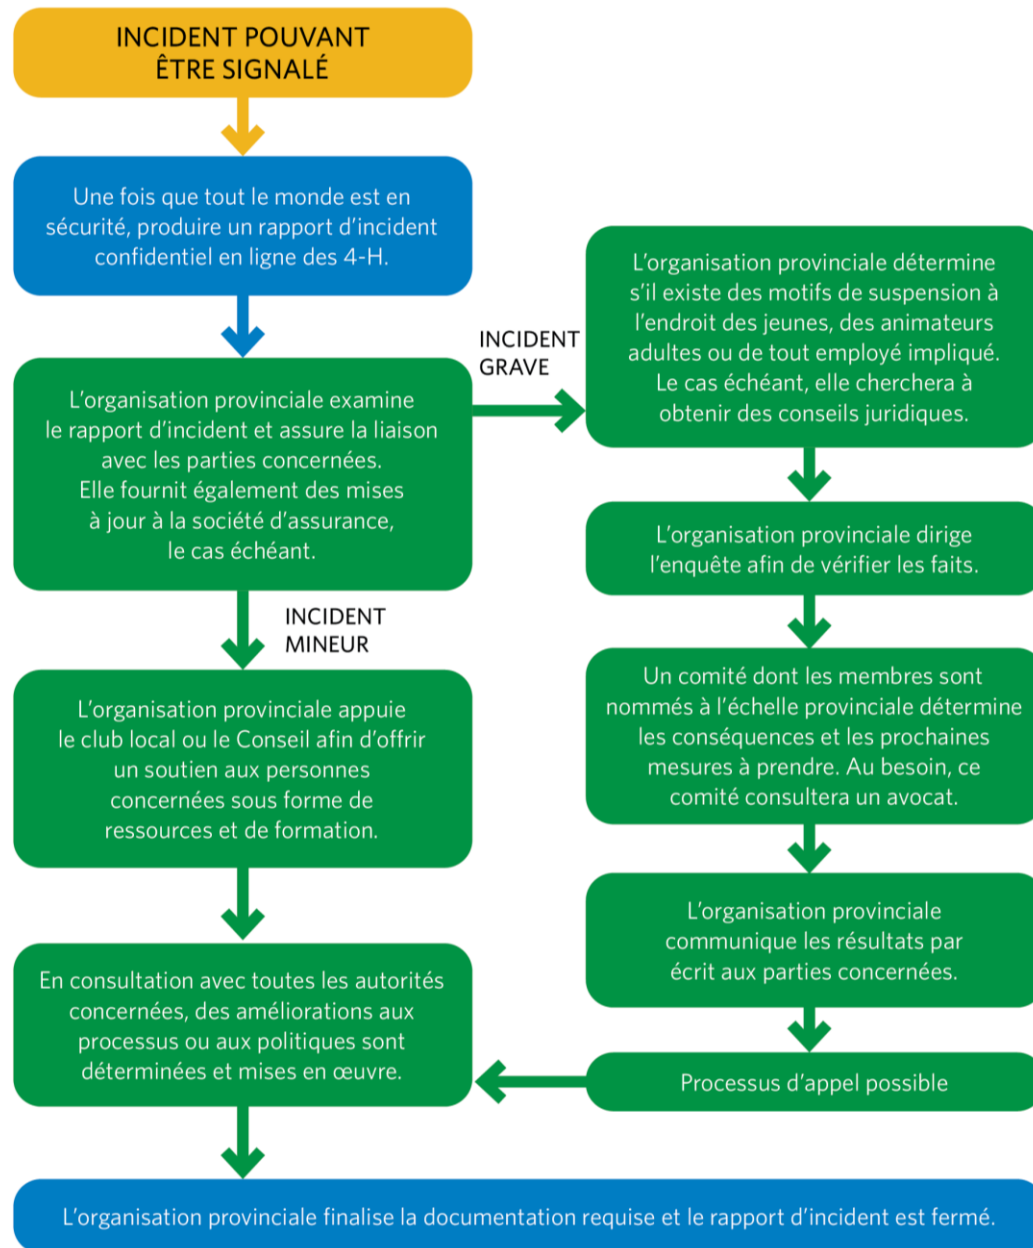 INCIDENT POUVANT
ÊTRE SIGNALÉ
Une fois que tout le monde est en
sécurité, produire un rapport d’incident
confidentiel en ligne des 4-H.
L’organisation provinciale examine
le rapport d’incident et assure la liaison
avec les parties concernées.
Elle fournit également des mises
à jour à la société d’assurance,
le cas échéant.
INCIDENT
GRAVE
L’organisation provinciale détermine
s’il existe des motifs de suspension à
l’endroit des jeunes, des animateurs
adultes ou de tout employé impliqué.
Le cas échéant, elle cherchera à
obtenir des conseils juridiques.
L’organisation provinciale dirige
l’enquête afin de vérifier les faits.
Un comité dont les membres sont
nommés à l’échelle provinciale détermine
les conséquences et les prochaines
mesures à prendre. Au besoin, ce
comité consultera un avocat.
L’organisation provinciale
communique les résultats par
écrit aux parties concernées.
Processus d’appel possible
INCIDENT
MINEUR
L’organisation provinciale appuie
le club local ou le Conseil afin d’offrir
un soutien aux personnes
concernées sous forme de
ressources et de formation.
En consultation avec toutes les autorités
concernées, des améliorations aux
processus ou aux politiques sont
déterminées et mises en œuvre.
L’organisation provinciale finalise la documentation requise et le rapport d’incident est fermé.